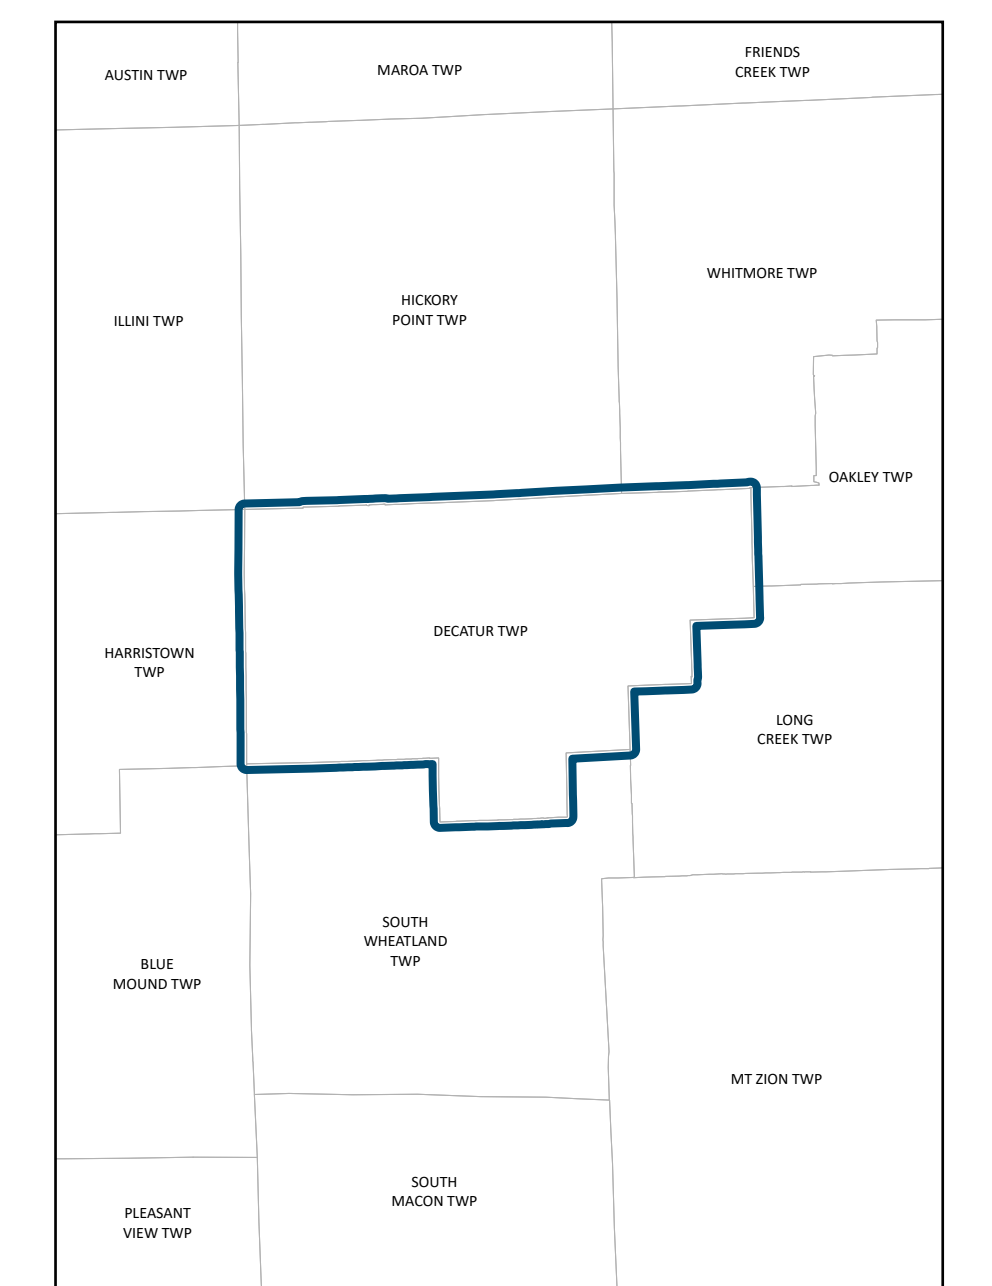 AUSTIN TWP
MAROA TWP
FRIENDS
CREEK TWP
ILLINI TWP
HICKORY
POINT TWP
WHITMORE TWP
OAKLEY TWP
HARRISTOWN
TWP
DECATUR TWP
LONG
CREEK TWP
BLUE
MOUND TWP
SOUTH
WHEATLAND
TWP
MT ZION TWP
PLEASANT
VIEW TWP
SOUTH
MACON TWP